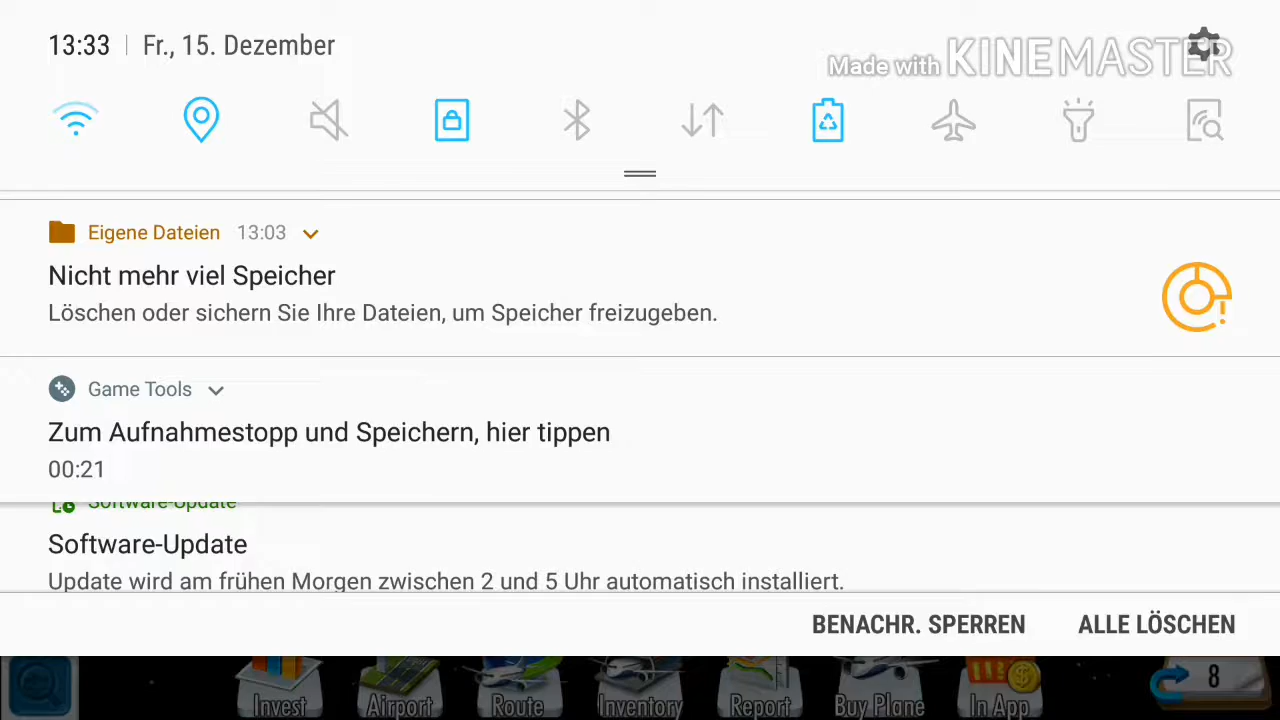 13:33 Fr., 15. Dezember
Made with KINEMASTER
Eigene Dateien 13:03
Nicht mehr viel Speicher
Löschen oder sichern Sie Ihre Dateien, um Speicher freizugeben.
Game Tools
Zum Aufnahmestopp und Speichern, hier tippen
00:21
Software-Update
Software-Update
Update wird am frühen Morgen zwischen 2 und 5 Uhr automatisch installiert.
BENACHR. SPERREN ALLE LÖSCHEN
Invest Airport Route Inventory Report Buy Plane In App 8